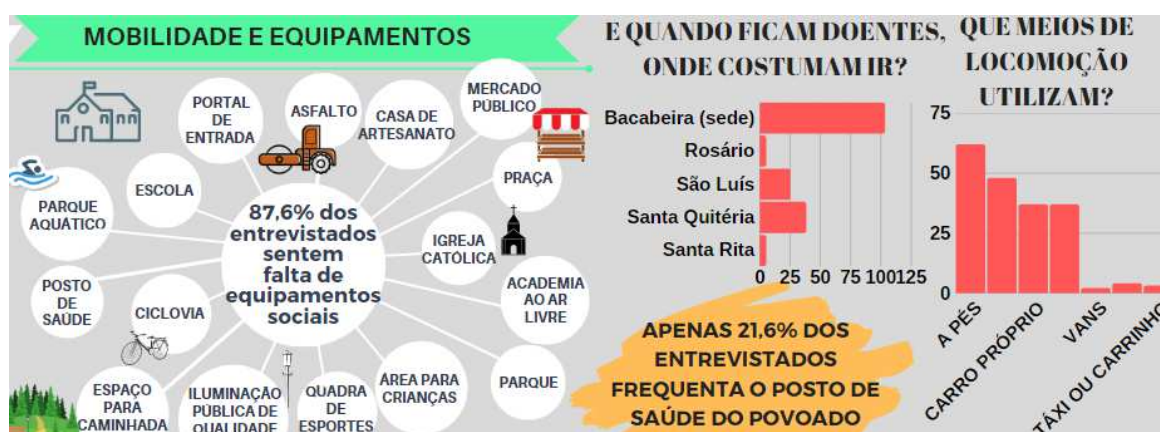 MOBILIDADE E EQUIPAMENTOS
PORTAL
DE
ENTRADA
ASFALTO
CASA DE
ARTESANATO
MERCADO
PÚBLICO
ESCOLA
PRAÇA
PARQUE
AQUÁTICO
87,6% dos
entrevistados
sentem
falta de
equipamentos
sociais
IGREJA
CATÓLICA
POSTO
DE
SAÚDE
CICLOVIA
ACADEMIA
AO AR
LIVRE
ESPAÇO
PARA
CAMINHADA
ILUMINAÇÃO
PÚBLICA DE
QUALIDADE
QUADRA
DE
ESPORTES
ÁREA PARA
CRIANÇAS
PARQUE
E QUANDO FICAM DOENTES,
ONDE COSTUMAM IR?
Bacabeira (sede)
Rosário
São Luís
Santa Quitéria
Santa Rita
0 25 50 75 100 125
APENAS 21,6% DOS
ENTREVISTADOS
FREQUENTA O POSTO DE
SAÚDE DO POVOADO
QUE MEIOS DE
LOCOMOÇÃO
UTILIZAM?
75
50
25
0
A PÉS
CARRO PRÓPRIO
VANS
TÁXI OU CARRINHO